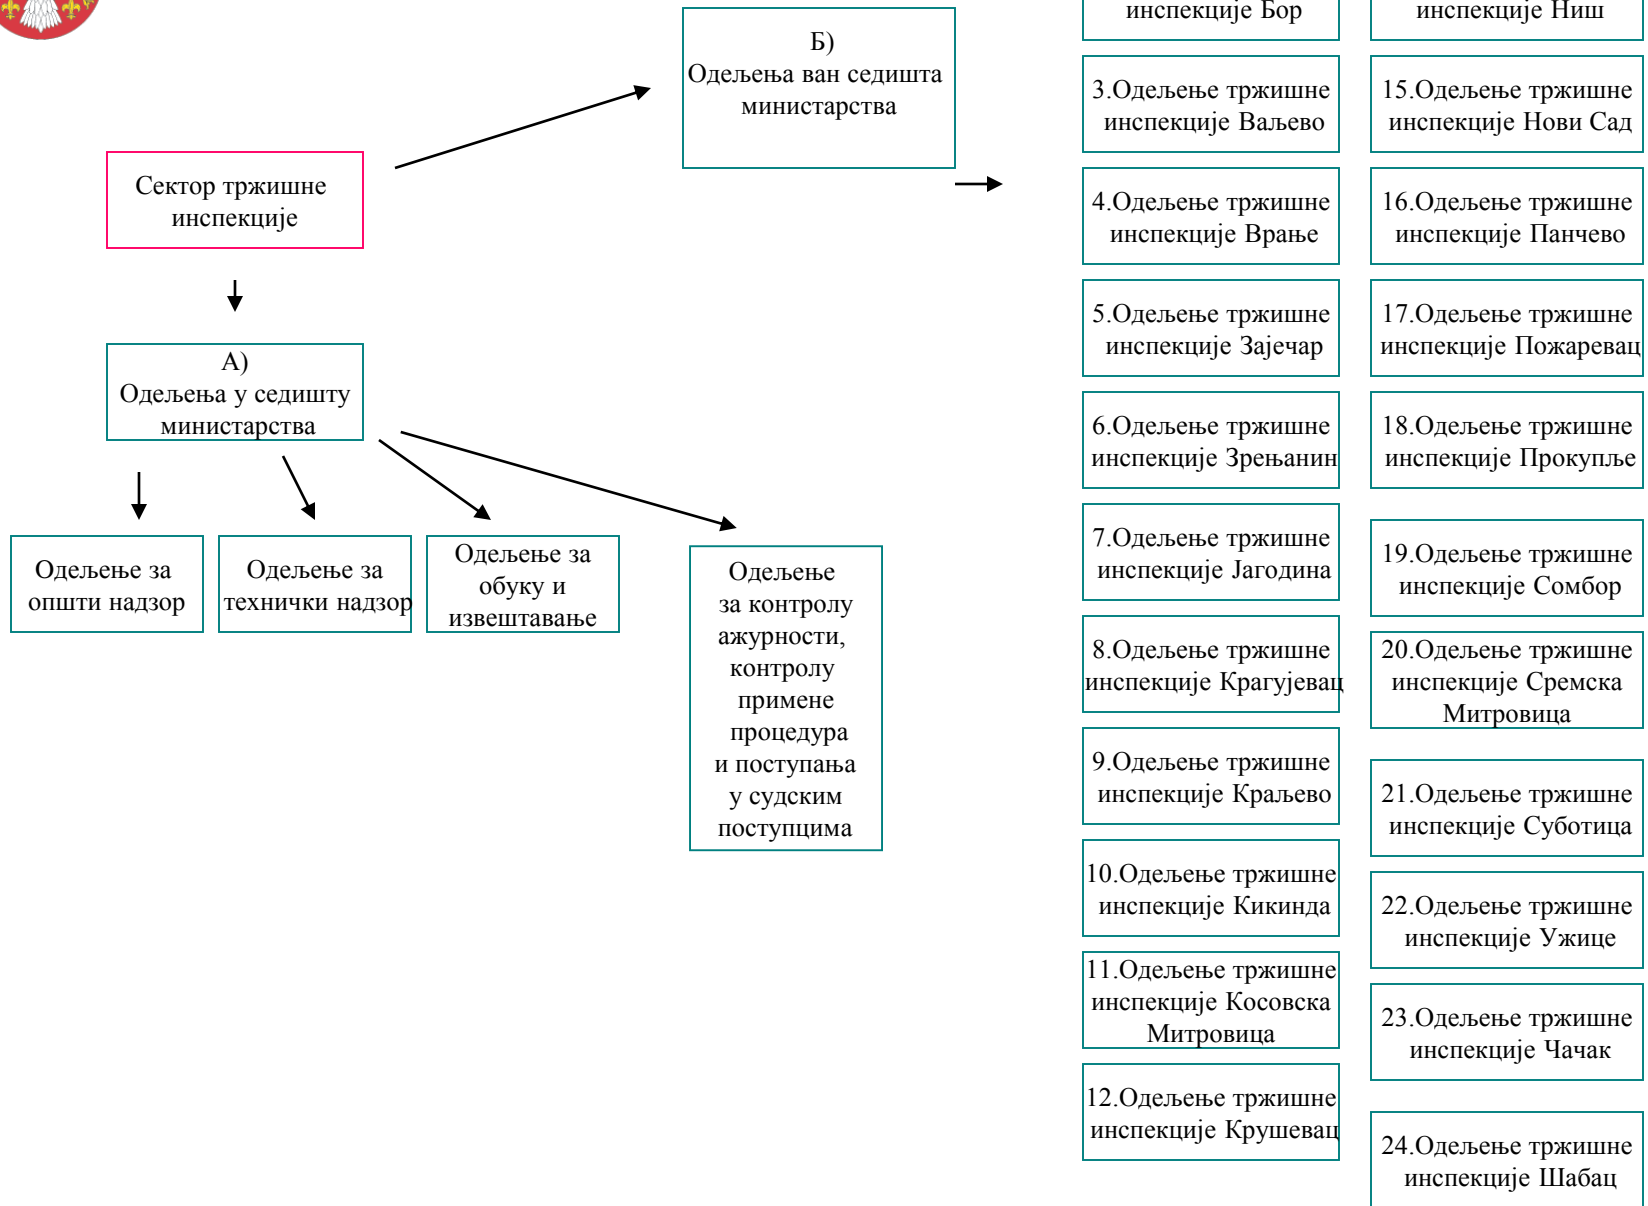 Б)
Одељења ван седишта
министарства
Сектор тржишне
инспекције
А)
Одељења у седишту
министарства
Одељење за
општи надзор
Одељење за
технички надзор
Одељење за
обуку и
извештавање
Одељење
за контролу
ажурности,
контролу
примене
процедура
и поступања
у судским
поступцима
инспекције Бор
3.Одељење тржишне
инспекције Ваљево
4.Одељење тржишне
инспекције Врање
5.Одељење тржишне
инспекције Зајечар
6.Одељење тржишне
инспекције Зрењанин
7.Одељење тржишне
инспекције Јагодина
8.Одељење тржишне
инспекције Крагујевац
9.Одељење тржишне
инспекције Краљево
10.Одељење тржишне
инспекције Кикинда
11.Одељење тржишне
инспекције Косовска
Митровица
12.Одељење тржишне
инспекције Крушевац
инспекције Ниш
15.Одељење тржишне
инспекције Нови Сад
16.Одељење тржишне
инспекције Панчево
17.Одељење тржишне
инспекције Пожаревац
18.Одељење тржишне
инспекције Прокупље
19.Одељење тржишне
инспекције Сомбор
20.Одељење тржишне
инспекције Сремска
Митровица
21.Одељење тржишне
инспекције Суботица
22.Одељење тржишне
инспекције Ужице
23.Одељење тржишне
инспекције Чачак
24.Одељење тржишне
инспекције Шабац